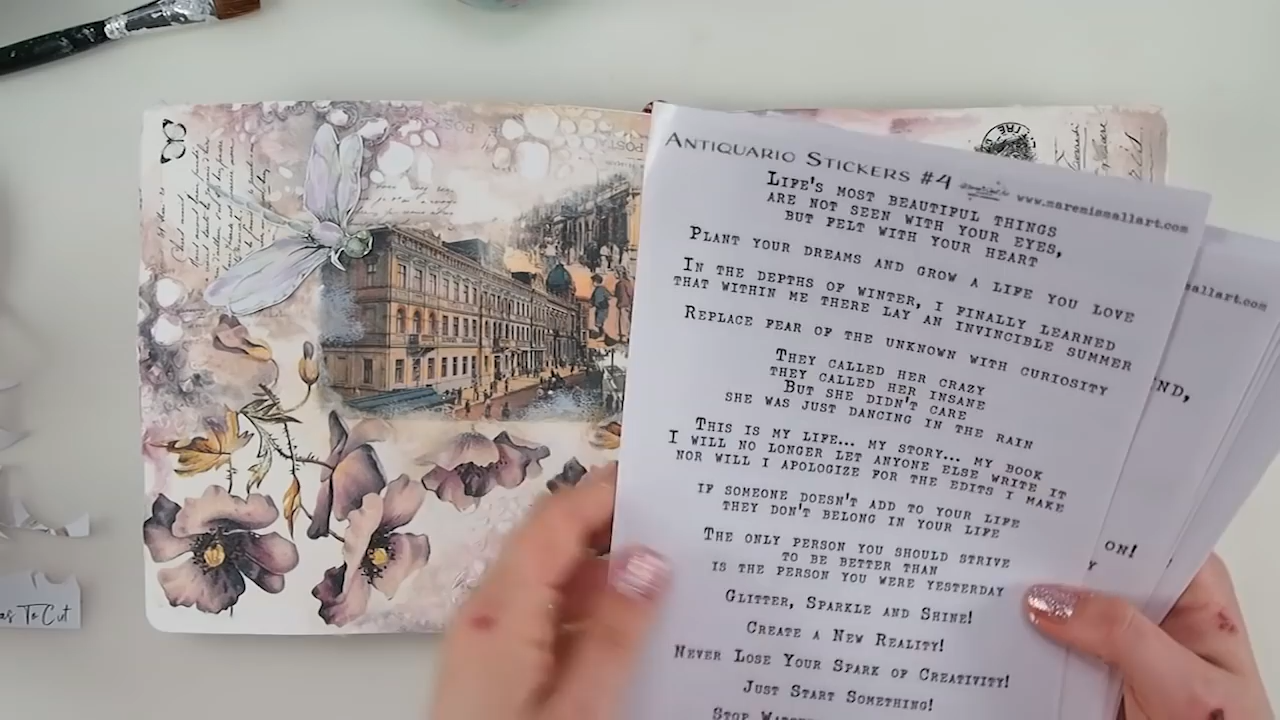 Antiquario Stickers #4 www.maremismallart.com
Life's most beautiful things
are not seen with your eyes,
but felt with your heart
Plant your dreams and grow a life you love
In the depths of winter, I finally learned
that within me there lay an invincible summer
Replace fear of the unknown with curiosity
They called her crazy
they called her insane
But she didn't care
she was just dancing in the rain
This is my life... my story... my book
I will no longer let anyone else write it
nor will I apologize for the edits I make
if someone doesn't add to your life
they don't belong in your life
The only person you should strive
to be better than
is the person you were yesterday
Glitter, Sparkle and Shine!
Create a New Reality!
Never Lose Your Spark of Creativity!
Just Start Something!
Stop
allart.com
ND,
ON!
To Cut